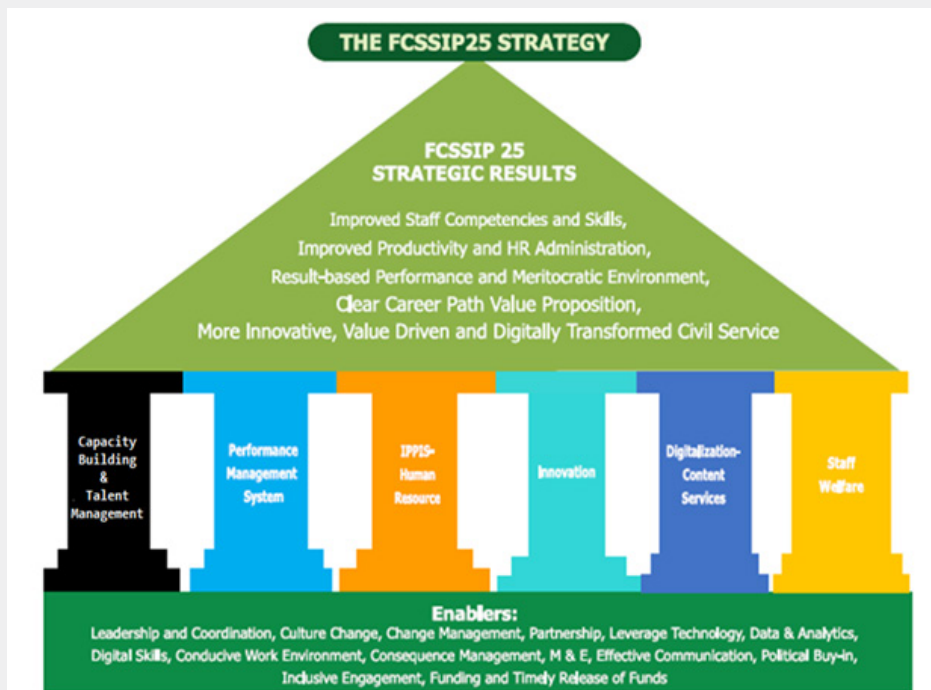 THE FCSSIP25 STRATEGY
FCSSIP 25
STRATEGIC RESULTS
Improved Staff Competencies and Skills,
Improved Productivity and HR Administration,
Result-based Performance and Meritocratic Environment,
Clear Career Path Value Proposition,
More Innovative, Value Driven and Digitally Transformed Civil Service
Capacity
Building
&
Talent
Management
Performance
Management
System
IPPIS-
Human
Resource
Innovation
Digitalization-
Content
Services
Staff
Welfare
Enablers:
Leadership and Coordination, Culture Change, Change Management, Partnership, Leverage Technology, Data & Analytics,
Digital Skills, Conducive Work Environment, Consequence Management, M & E, Effective Communication, Political Buy-in,
Inclusive Engagement, Funding and Timely Release of Funds